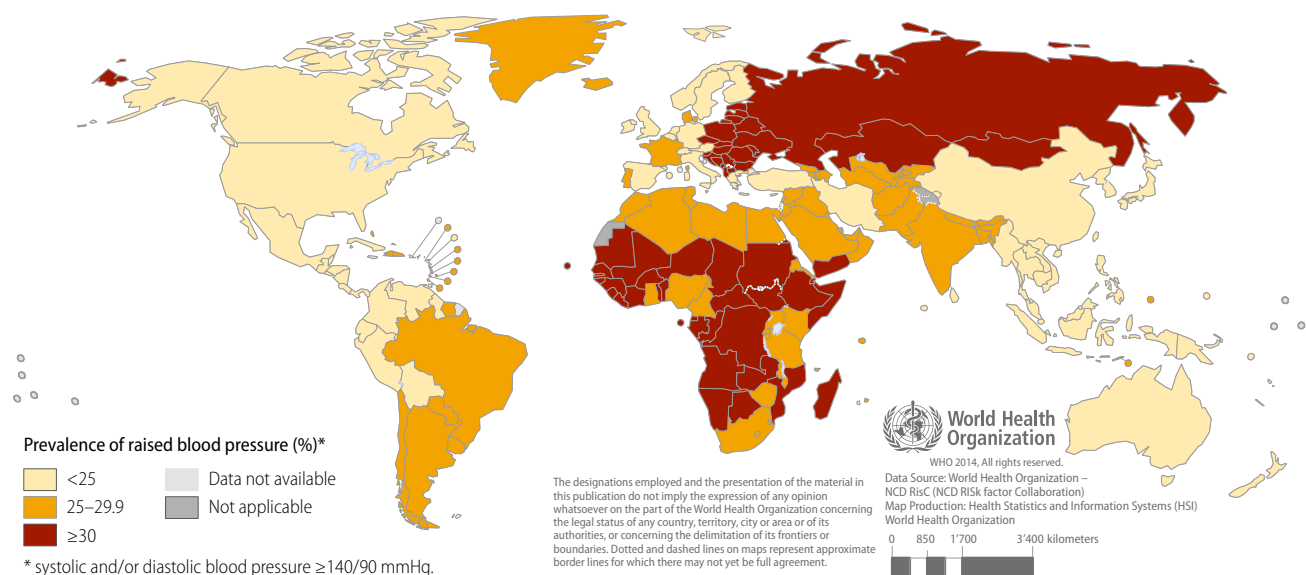 Prevalence of raised blood pressure (%)*
<25
25–29.9
≥30
Data not available
Not applicable
* systolic and/or diastolic blood pressure ≥140/90 mmHg.
The designations employed and the presentation of the material in
this publication do not imply the expression of any opinion
whatsoever on the part of the World Health Organization concerning
the legal status of any country, territory, city or area or of its
authorities, or concerning the delimitation of its frontiers or
boundaries. Dotted and dashed lines on maps represent approximate
border lines for which there may not yet be full agreement.
World Health
Organization
WHO 2014, All rights reserved.
Data Source: World Health Organization –
NCD RisC (NCD RISk factor Collaboration)
Map Production: Health Statistics and Information Systems (HSI)
World Health Organization
0 850 1'700 3'400 kilometers